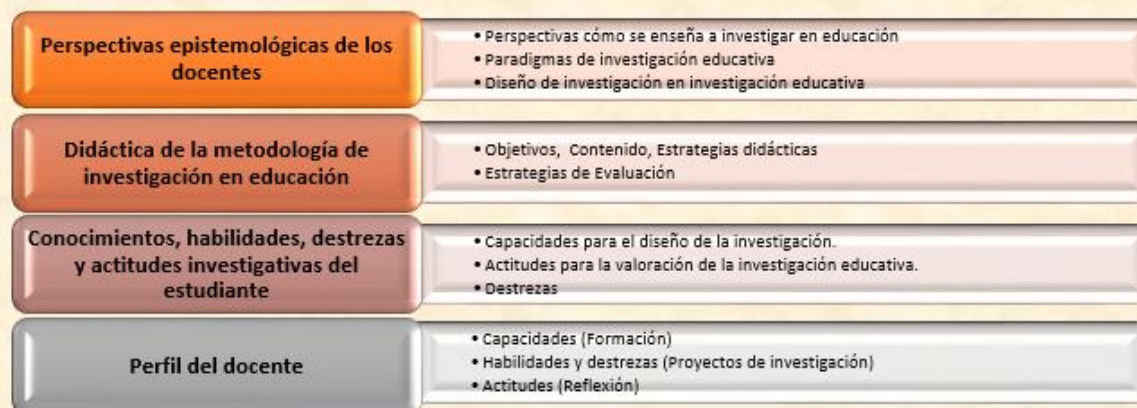 Perspectivas epistemológicas de los
docentes
• Perspectivas cómo se enseña a investigar en educación
• Paradigmas de investigación educativa
• Diseño de investigación en investigación educativa
Didáctica de la metodología de
investigación en educación
• Objetivos, Contenido, Estrategias didácticas
• Estrategias de Evaluación
Conocimientos, habilidades, destrezas
y actitudes investigativas del
estudiante
• Capacidades para el diseño de la investigación.
• Actitudes para la valoración de la investigación educativa.
• Destrezas
Perfil del docente
• Capacidades (Formación)
• Habilidades y destrezas (Proyectos de investigación)
• Actitudes (Reflexión)